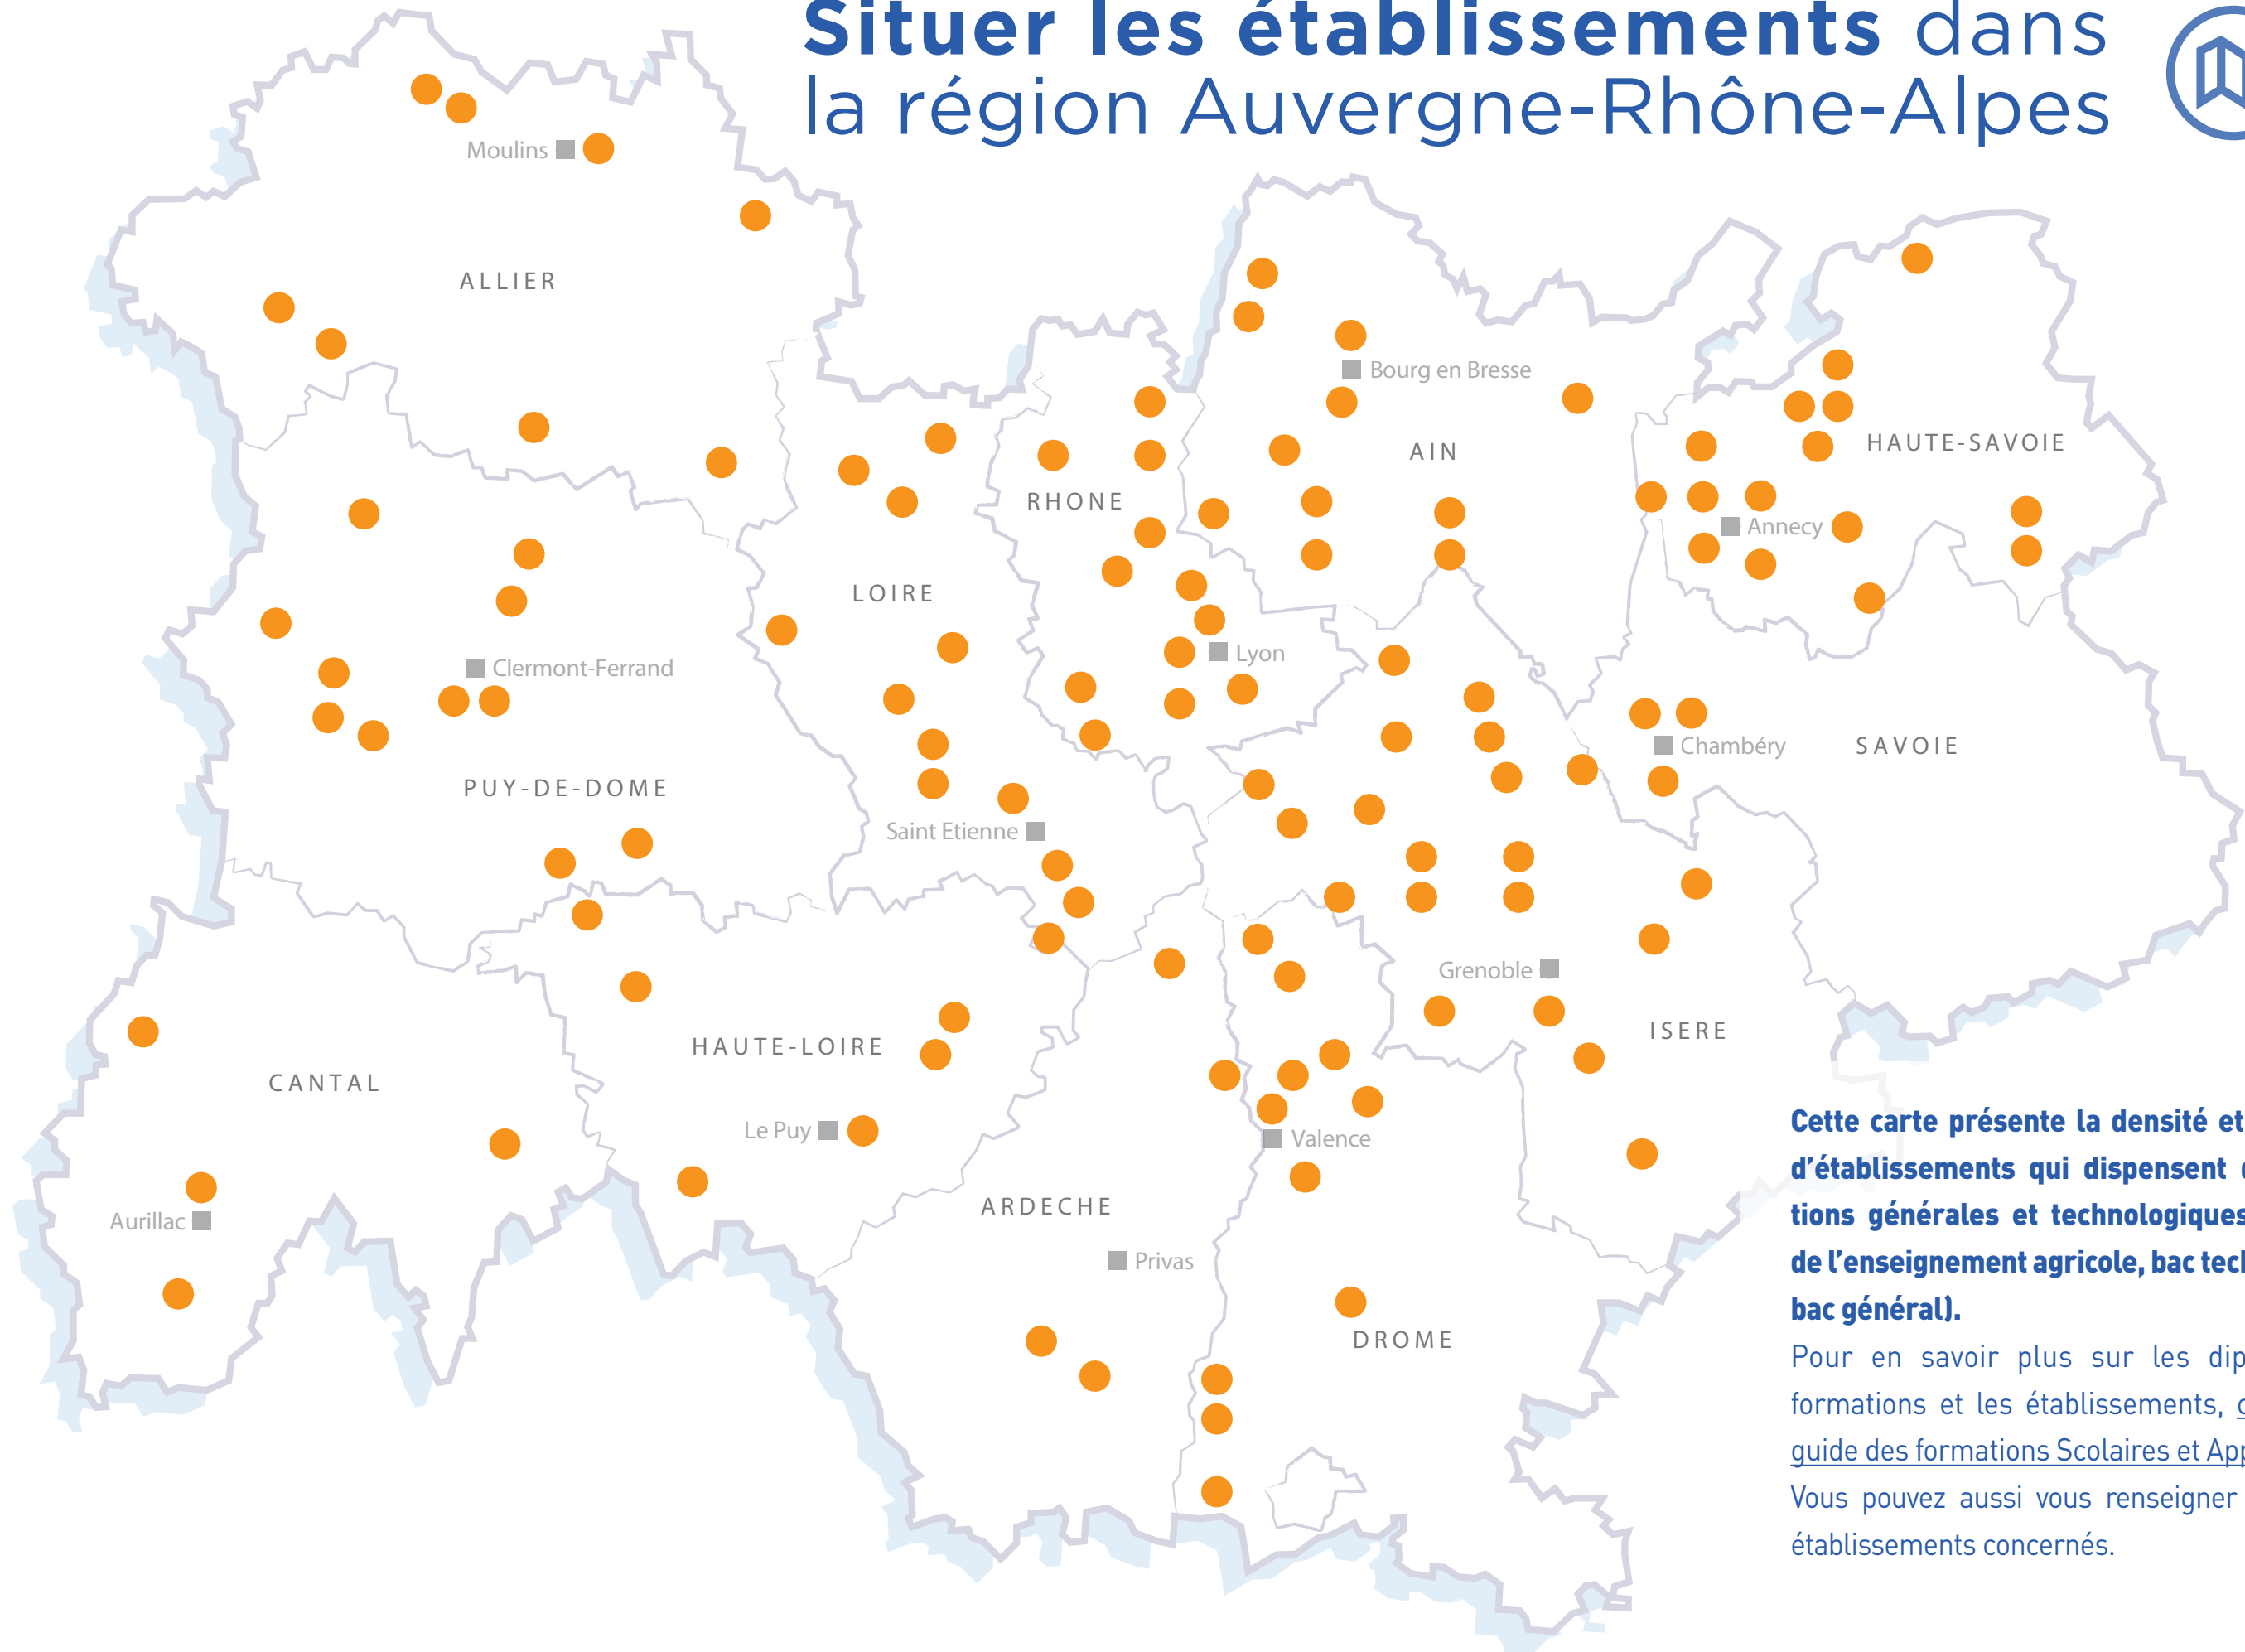 Situer les établissements dans
la région Auvergne-Rhône-Alpes
Moulins
ALLIER
Bourg en Bresse
HAUTE-SAVOIE
AIN
RHONE
Annecy
LOIRE
Lyon
Clermont-Ferrand
Chambéry
SAVOIE
PUY-DE-DOME
Saint Etienne
Grenoble
ISERE
HAUTE-LOIRE
CANTAL
Le Puy
Valence
ARDECHE
Aurillac
Privas
DROME
Cette carte présente la densité et
d'établissements qui dispensent
tions générales et technologiques
de l'enseignement agricole, bac tech
bac général).
Pour en savoir plus sur les dip
formations et les établissements,
guide des formations Scolaires et App
Vous pouvez aussi vous renseigner
établissements concernés.